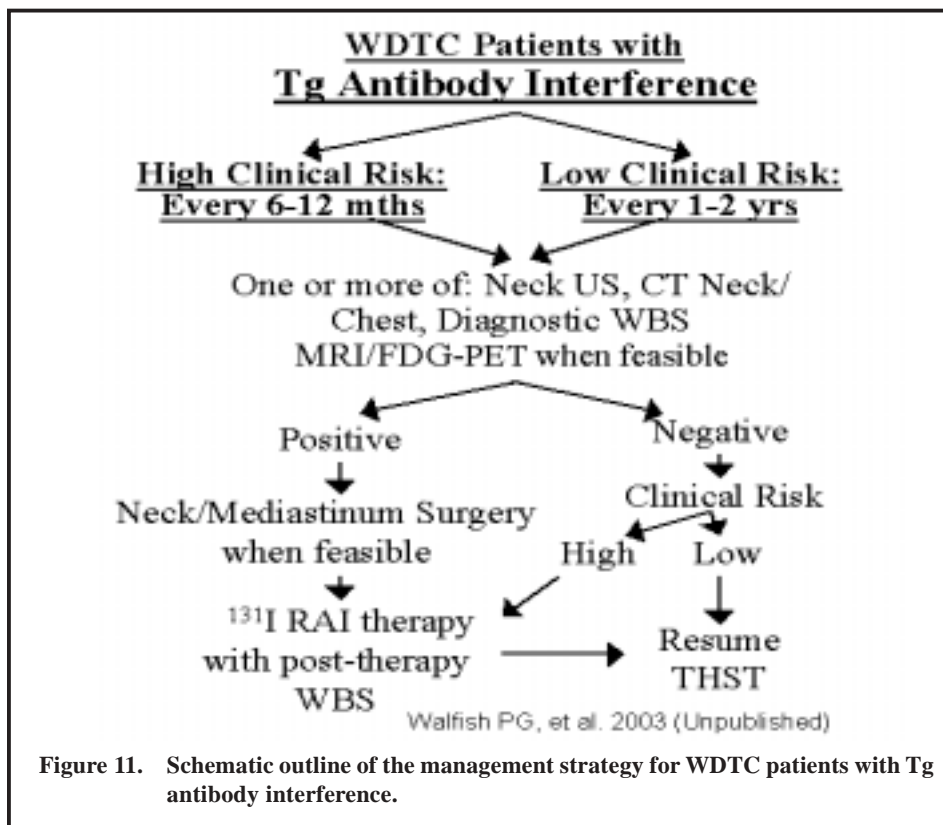 WDTC Patients with
Tg Antibody Interference
High Clinical Risk:
Every 6-12 mths
Low Clinical Risk:
Every 1-2 yrs
One or more of: Neck US, CT Neck/
Chest, Diagnostic WBS
MRI/FDG-PET when feasible
Positive
Negative
Neck/Mediastinum Surgery
when feasible
Clinical Risk
High
Low
¹³¹I RAI therapy
with post-therapy
WBS
Resume
THST
Walfish PG, et al. 2003 (Unpublished)
Figure 11. Schematic outline of the management strategy for WDTC patients with Tg
antibody interference.